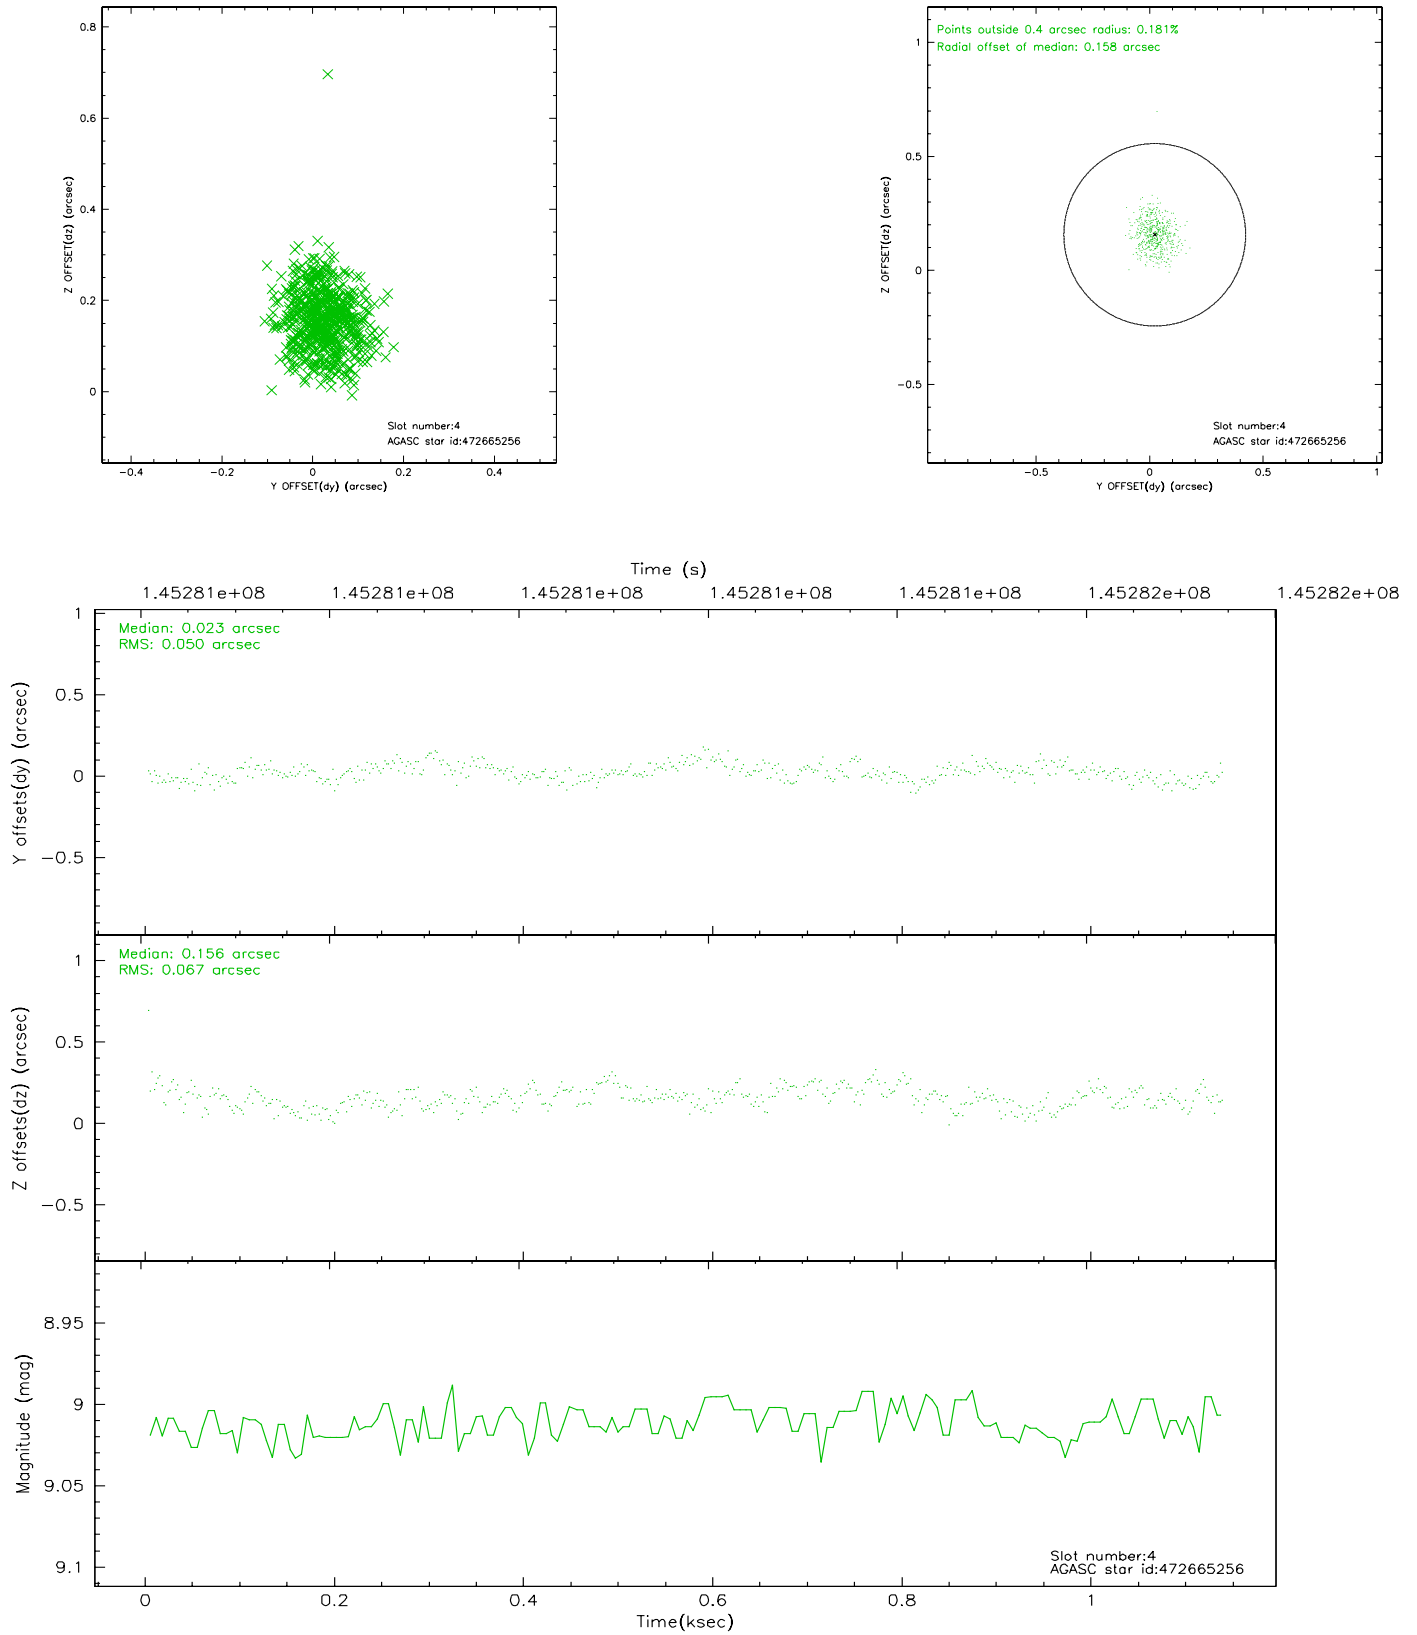 0.8
0.6
0.4
0.2
0
Z OFFSET(dz) (arcsec)
Slot number:4
AGASC star id:472665256
−0.4
−0.2
0
0.2
0.4
Y OFFSET(dy) (arcsec)
Points outside 0.4 arcsec radius: 0.181%
Radial offset of median: 0.158 arcsec
1
0.5
0
−0.5
Z OFFSET(dz) (arcsec)
Slot number:4
AGASC star id:472665256
−0.5
0
0.5
1
Y OFFSET(dy) (arcsec)
Time (s)
1.45281e+08
1.45281e+08
1.45281e+08
1.45281e+08
1.45281e+08
1.45282e+08
1.45282e+08
Median: 0.023 arcsec
RMS: 0.050 arcsec
1
0.5
0
−0.5
Y offsets(dy) (arcsec)
Median: 0.156 arcsec
RMS: 0.067 arcsec
1
0.5
0
−0.5
Z offsets(dz) (arcsec)
8.95
9
9.05
9.1
Magnitude (mag)
Slot number:4
AGASC star id:472665256
0
0.2
0.4
0.6
0.8
1
Time(ksec)